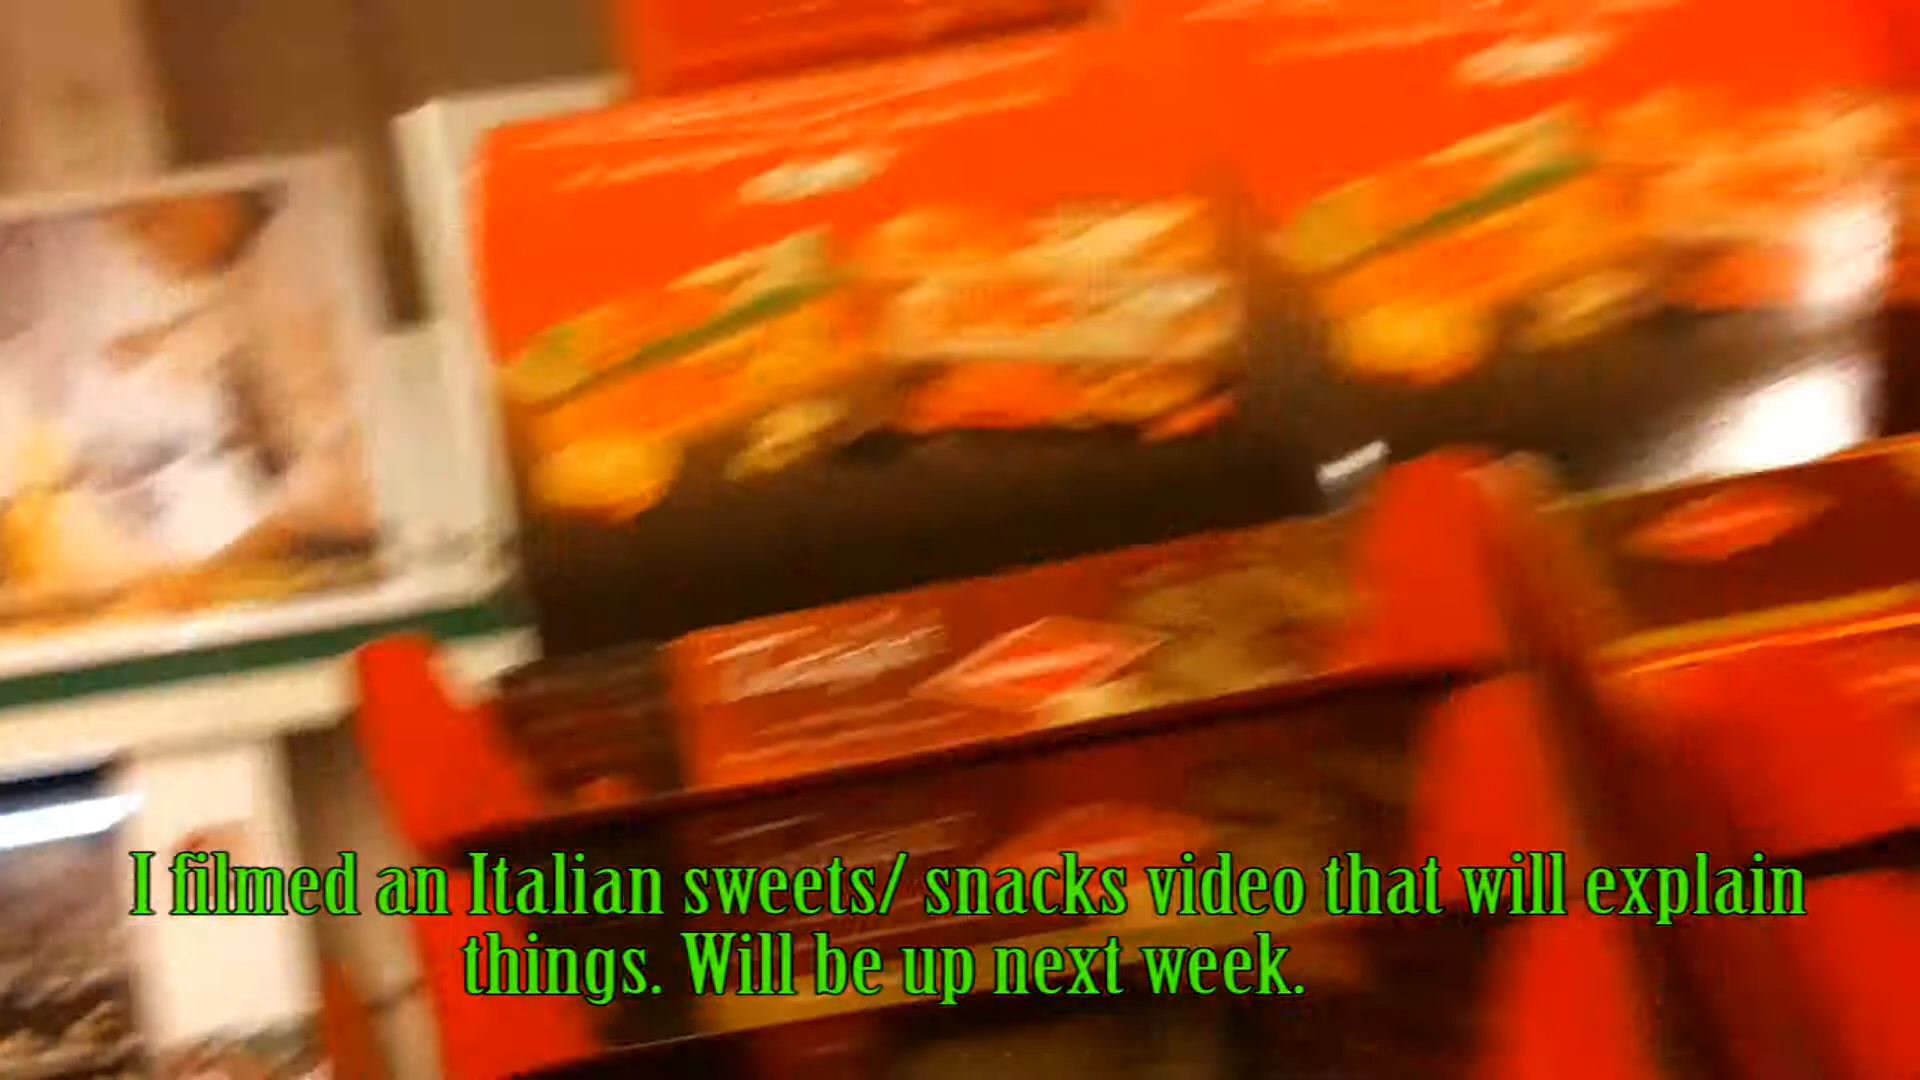 I filmed an Italian sweets/ snacks video that will explain
things. Will be up next week.